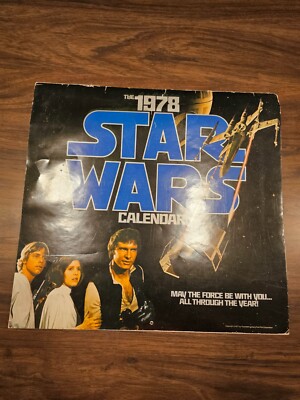 THE 1978
STAR
WARS
CALENDAR
MAY THE FORCE BE WITH YOU...
ALL THROUGH THE YEAR!